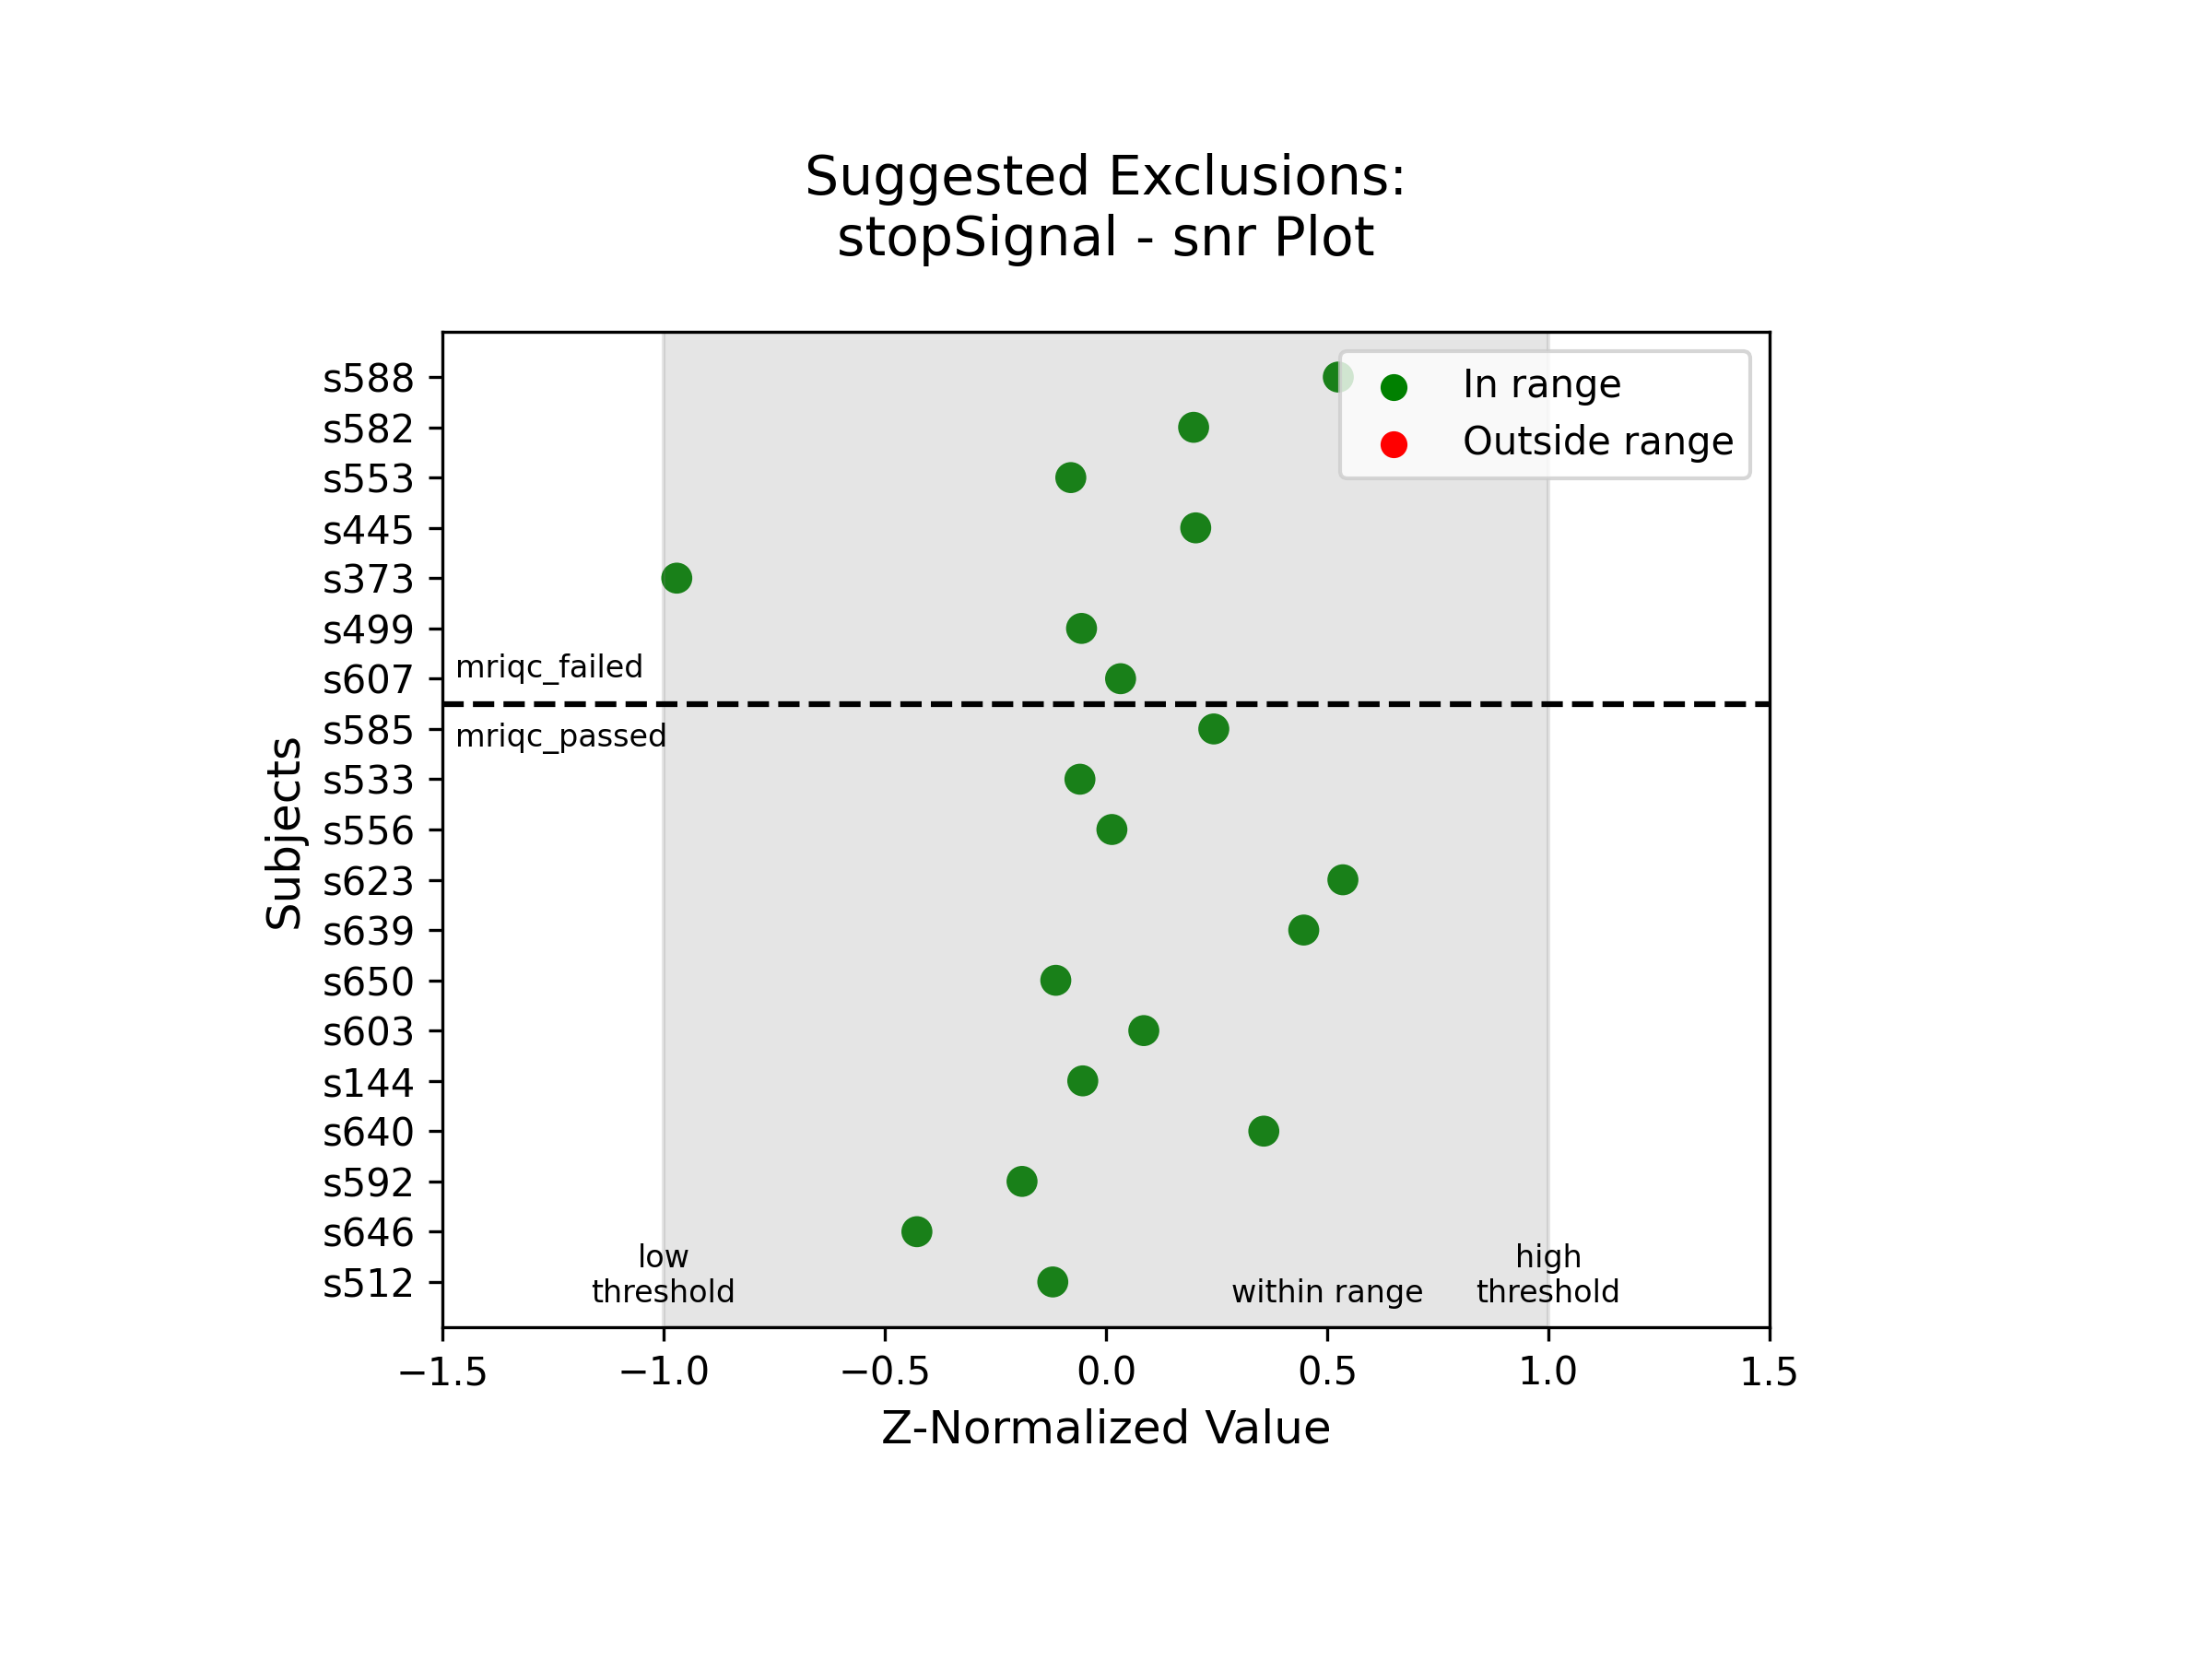 Suggested Exclusions:
stopSignal - snr Plot
In range
Outside range
Subjects
s588
s582
s553
s445
s373
s499
s607
mriqc_failed
mriqc_passed
s585
s533
s556
s623
s639
s650
s603
s144
s640
s592
s646
s512
low
threshold
within range
high
threshold
−1.5 −1.0 −0.5 0.0 0.5 1.0 1.5
Z-Normalized Value